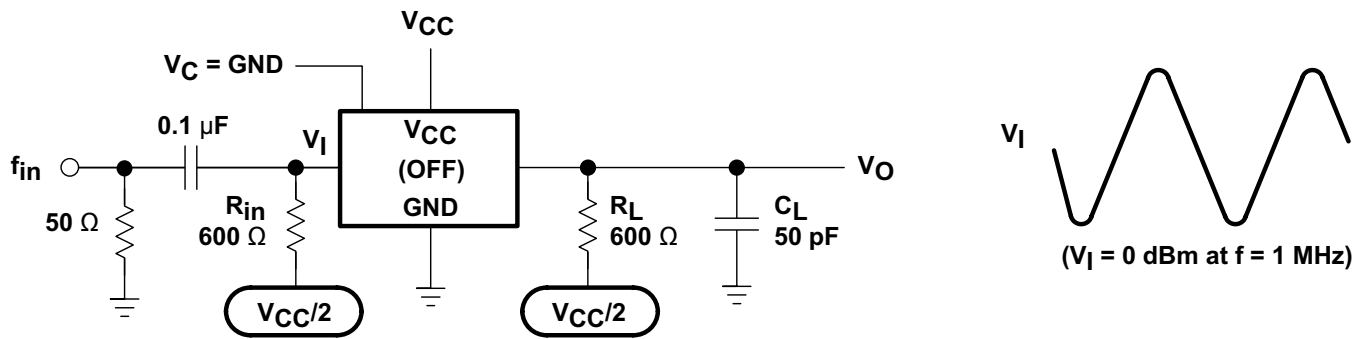 VCC
VC = GND
0.1 µF
VI
VCC
(OFF)
GND
fin
50 Ω
Rin
600 Ω
VCC/2
RL
600 Ω
VCC/2
CL
50 pF
VO
VI
(VI = 0 dBm at f = 1 MHz)